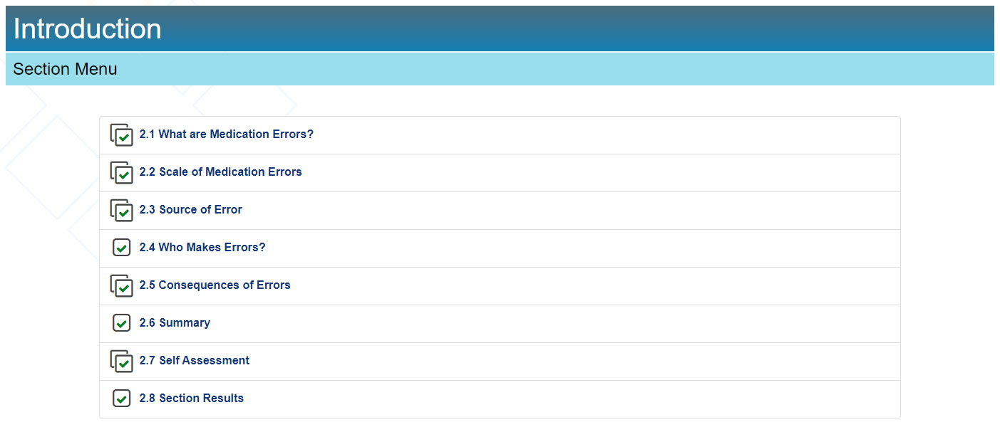 Introduction
Section Menu
2.1 What are Medication Errors?
2.2 Scale of Medication Errors
2.3 Source of Error
2.4 Who Makes Errors?
2.5 Consequences of Errors
2.6 Summary
2.7 Self Assessment
2.8 Section Results